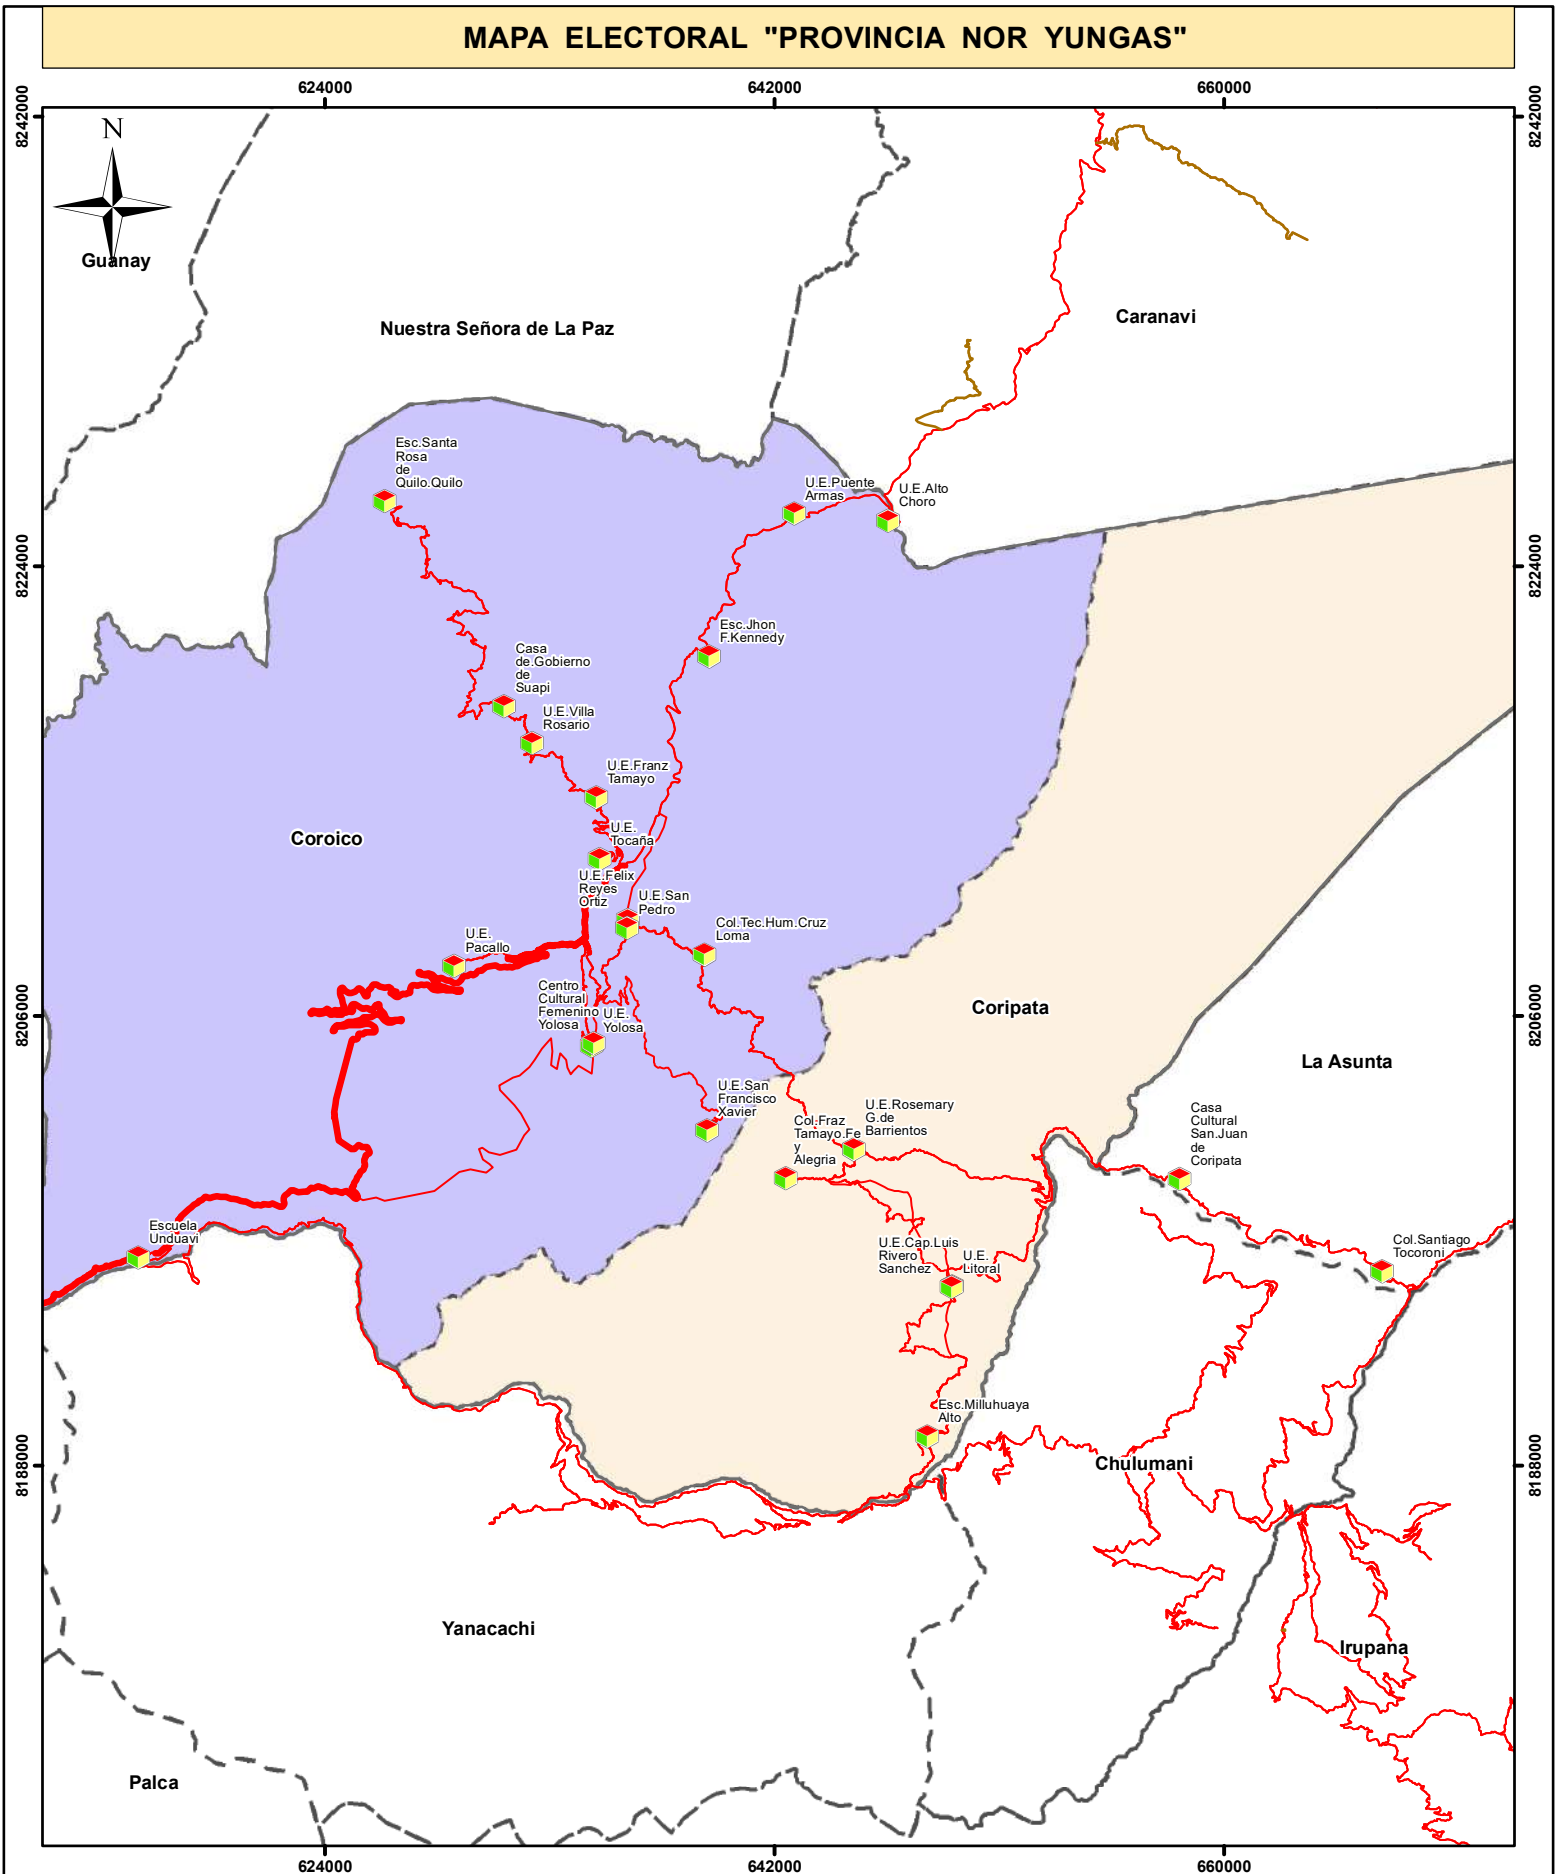 MAPA ELECTORAL "PROVINCIA NOR YUNGAS"
624000
642000
660000
8242000
8242000
N
Guanay
Nuestra Señora de La Paz
Caranavi
Esc.Santa
Rosa
de
Quilo.Quilo
U.E.Puente
Armas
U.E.Alto
Choro
8224000
8224000
Esc.Jhon
F.Kennedy
Casa
de.Gobierno
de
Suapi
U.E.Villa
Rosario
U.E.Franz
Tamayo
Coroico
U.E.
Tocaña
U.E.Felix
Reyes
Ortiz
U.E.San
Pedro
Col.Tec.Hum.Cruz
Loma
U.E.
Pacallo
Centro
Cultural
Femenino
Yolosa
U.E.
Yolosa
Coripata
8206000
8206000
La Asunta
U.E.San
Francisco
Xavier
Col.Fraz
Tamayo.Fe
y
Alegria
U.E.Rosemary
G.de
Barrientos
Casa
Cultural
San.Juan
de
Coripata
Escuela
Unduavi
U.E.Cap.Luis
Rivero
Sanchez
U.E.
Litoral
Col.Santiago
Tocoroni
Esc.Milluhuaya
Alto
Chulumani
8188000
8188000
Yanacachi
Irupana
Palca
624000
642000
660000